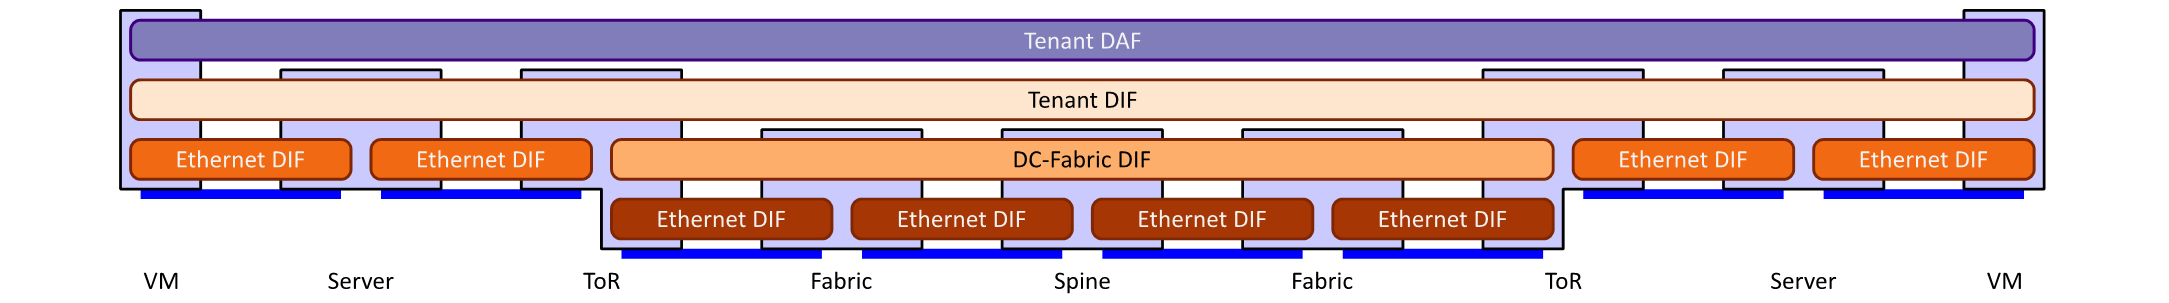 Tenant DAF
Tenant DIF
Ethernet DIF
Ethernet DIF
DC-Fabric DIF
Ethernet DIF
Ethernet DIF
Ethernet DIF
Ethernet DIF
Ethernet DIF
Ethernet DIF
VM
Server
ToR
Fabric
Spine
Fabric
ToR
Server
VM